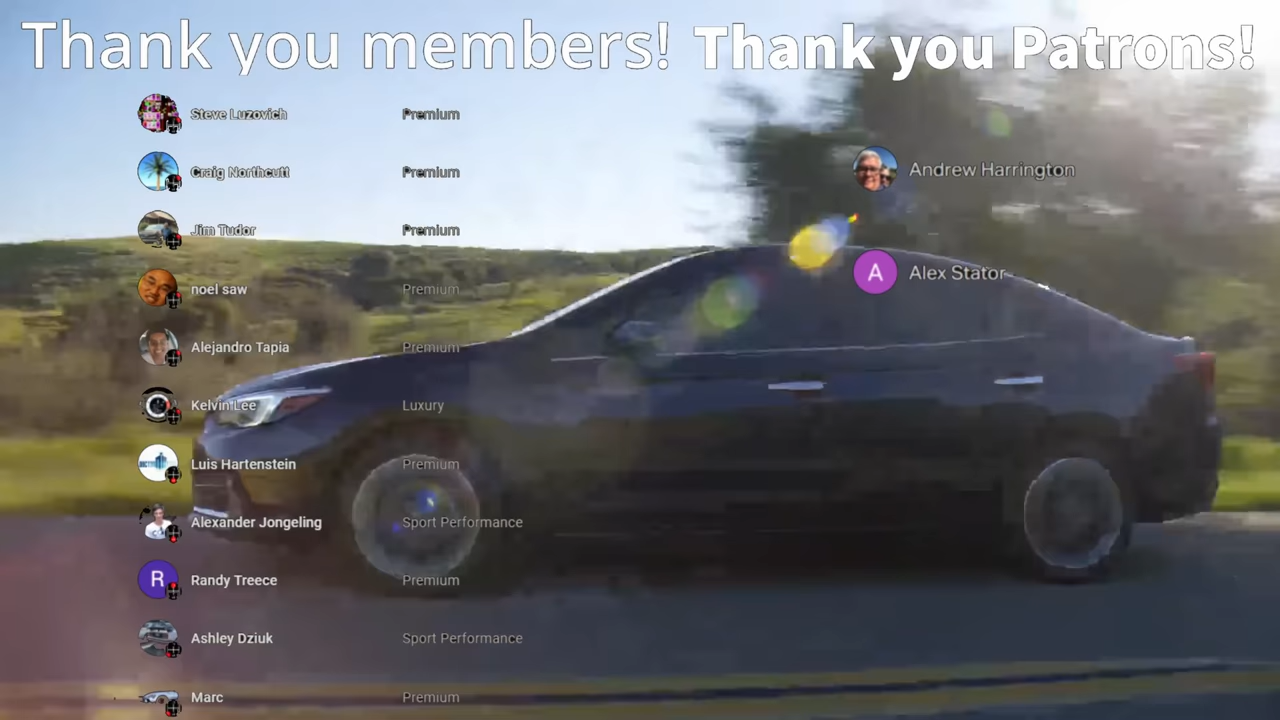 Thank you members! Thank you Patrons!
Steve Luzovich Premium
Craig Northcutt Premium
Andrew Harrington
Jim Tudor Premium
Alex Stator
noel saw Premium
Alejandro Tapia Premium
Kelvin Lee Luxury
Luis Hartenstein Premium
Alexander Jongeling Sport Performance
R Randy Treece Premium
Ashley Dziuk Sport Performance
Marc Premium